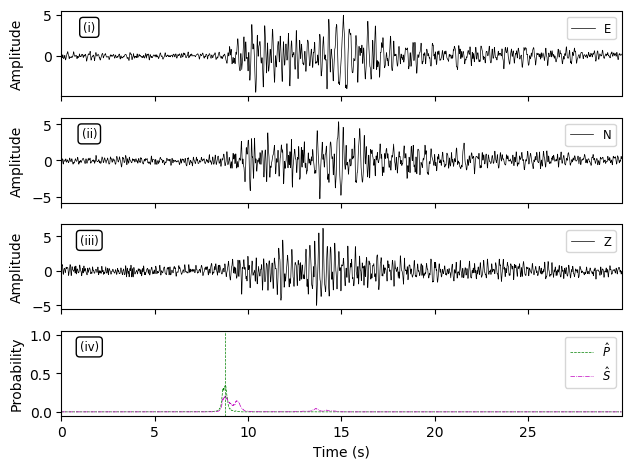 5
0
Amplitude
(i)
E
5
0
−5
Amplitude
(ii)
N
5
0
−5
Amplitude
(iii)
Z
1.0
0.5
0.0
Probability
(iv)
P̂
Ŝ
0 5 10 15 20 25
Time (s)